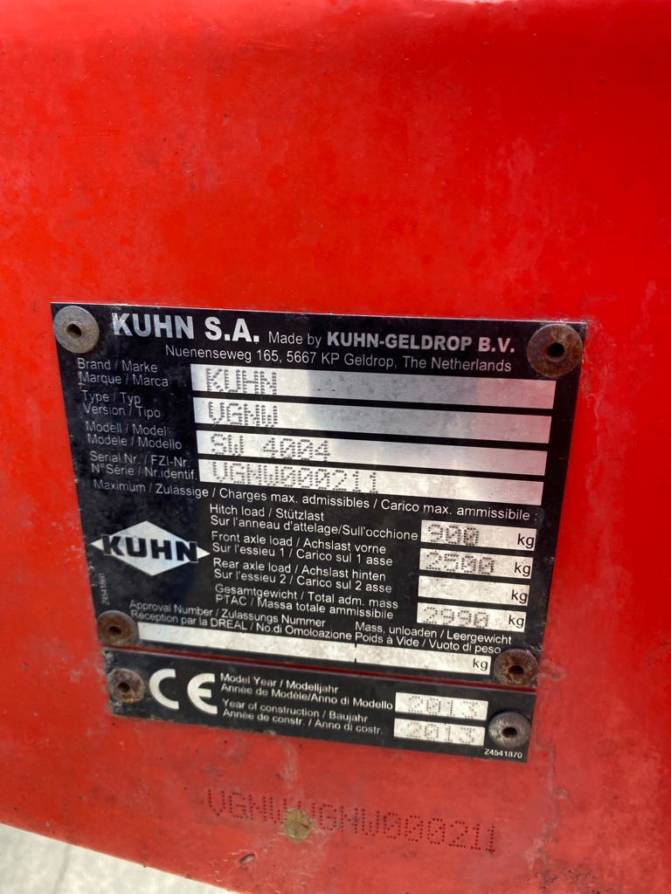 KUHN S.A. Made by KUHN-GELDROP B.V.
Nuenenseweg 165, 5667 KP Geldrop, The Netherlands
Brand / Marke
Marque / Marca
KUHN
Type / Typ
Version / Tipo
VGNW
Modell / Model
Modele / Modello
SW 4004
Serial Nr. / FZI-Nr.
N° Série / Nr.identif.
VGNW000211
Maximum / Zulässige / Charges max. admissibles / Carico max. ammissibile :
Hitch load / Stützlast
Sur l'anneau d'attelage/Sull'occhione
900 kg
Front axle load / Achslast vorne
Sur l'essieu 1 / Carico sul 1 asse
2500 kg
Rear axle load / Achslast hinten
Sur l'essieu 2 / Carico sul 2 asse
kg
Gesamtgewicht / Total adm. mass
PTAC / Massa totale ammissibile
2990 kg
KUHN
Approval Number / Zulassungs Nummer
Réception par la DREAL / No.di Omoloazione
Mass. unloaden / Leergewicht
Poids à Vide / Vuoto di peso
kg
CE
Model Year / Modelljahr
Année de Modèle/Anno di Modello
2013
Year of construction / Baujahr
Année de constr. / Anno di costr.
2013
Z4541870
VGNWVGNW000211